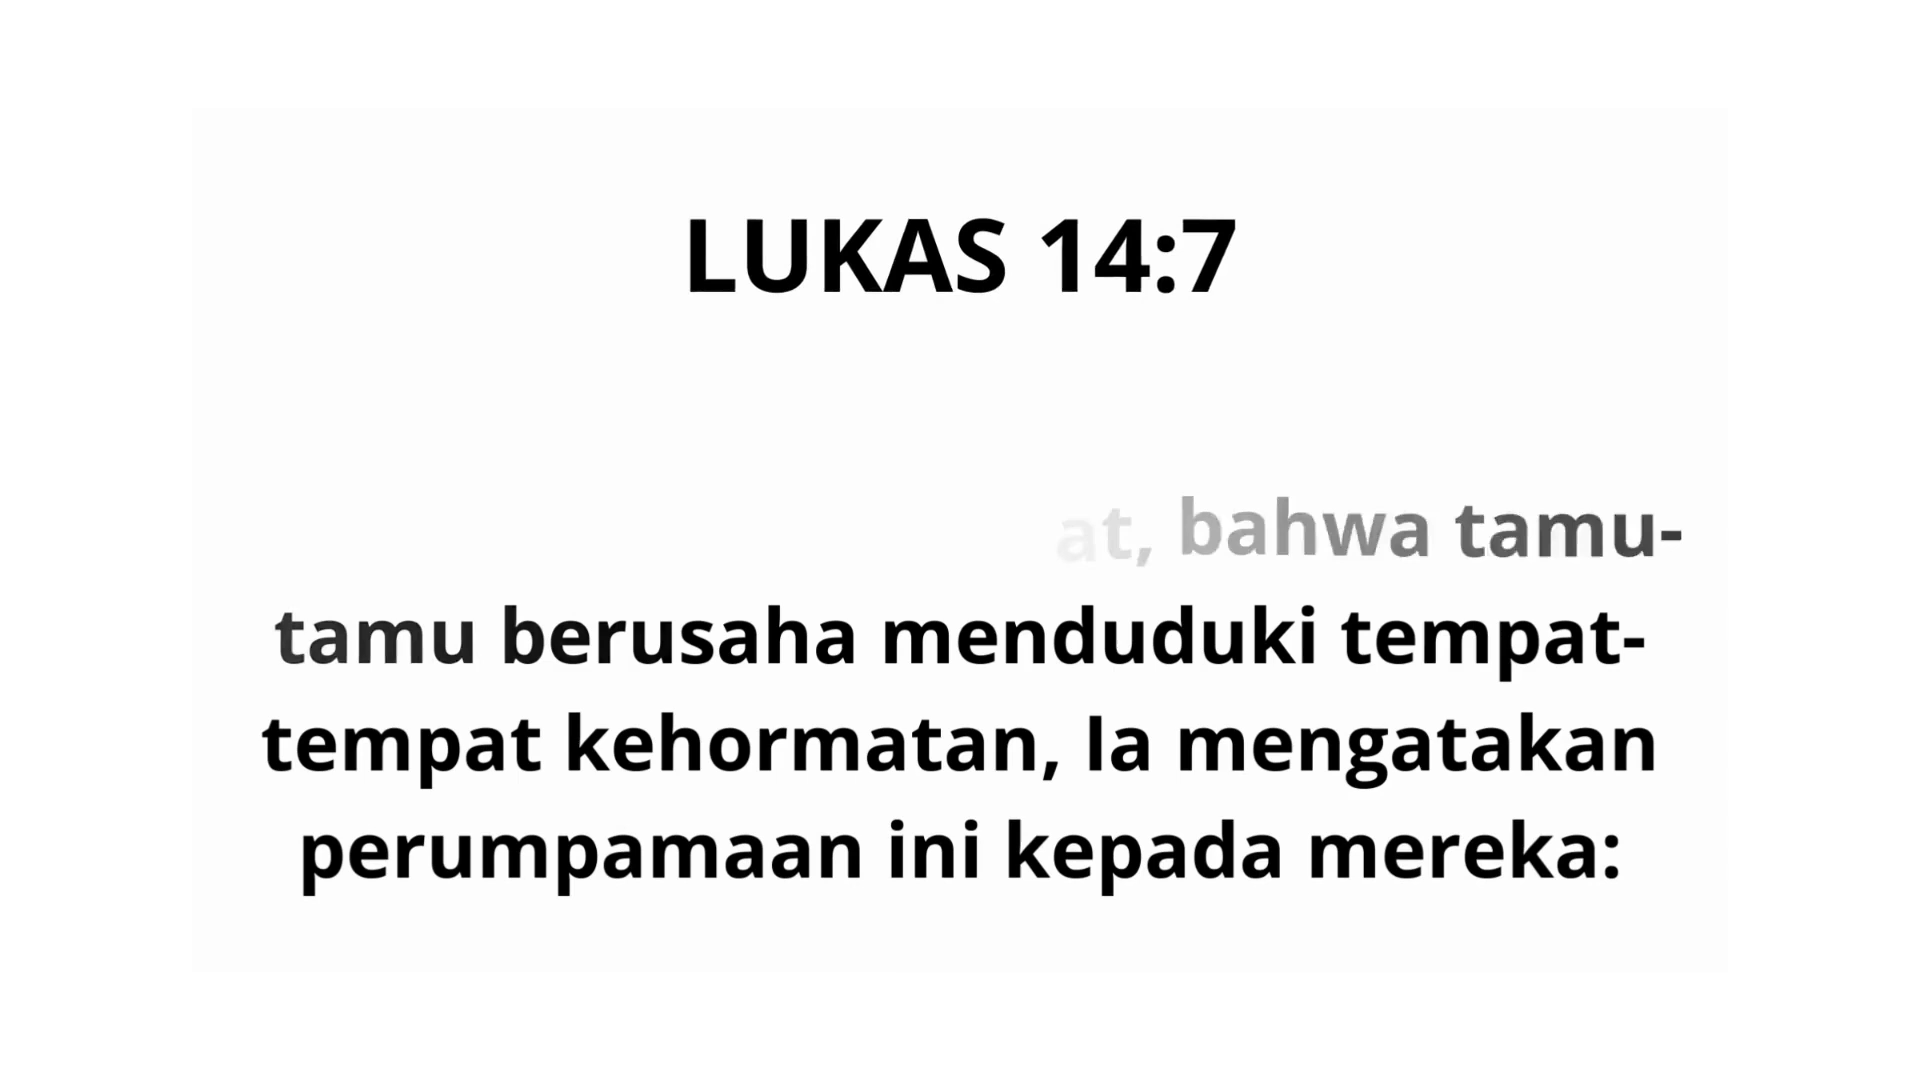 LUKAS 14:7
at, bahwa tamu-
tamu berusaha menduduki tempat-
tempat kehormatan, Ia mengatakan
perumpamaan ini kepada mereka: